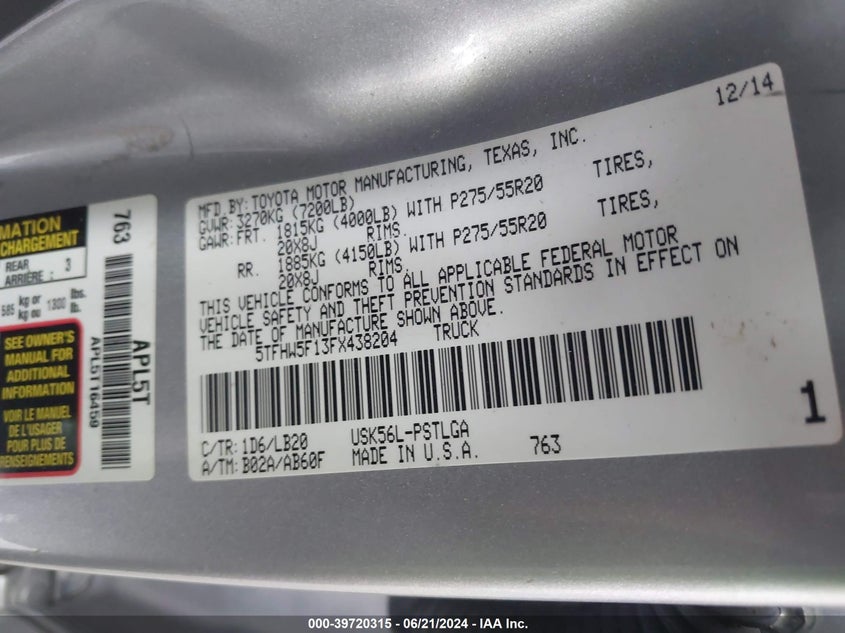 MATION
CHARGEMENT
REAR
ARRIÈRE : 3
585 kg or 1300 lbs.
kg ou lb.
SEE OWNER'S
MANUAL FOR
ADDITIONAL
INFORMATION
VOIR LE MANUEL
DE L'USAGER
POUR PLUS DE
RENSEIGNEMENTS
763
APL5T
APL5T16459
12/14
MFD BY: TOYOTA MOTOR MANUFACTURING, TEXAS, INC.
GVWR: 3270KG (7200LB)
GAWR: FRT. 1815KG (4000LB) WITH P275/55R20 TIRES,
20X8J RIMS.
RR. 1885KG (4150LB) WITH P275/55R20 TIRES,
20X8J RIMS.
THIS VEHICLE CONFORMS TO ALL APPLICABLE FEDERAL MOTOR
VEHICLE SAFETY AND THEFT PREVENTION STANDARDS IN EFFECT ON
THE DATE OF MANUFACTURE SHOWN ABOVE.
5TFHW5F13FX438204 TRUCK
C/TR: 1D6/LB20 USK56L-PSTLGA
A/TM: B02A/AB60F MADE IN U.S.A. 763
1
000-39720315 - 06/21/2024 - IAA Inc.